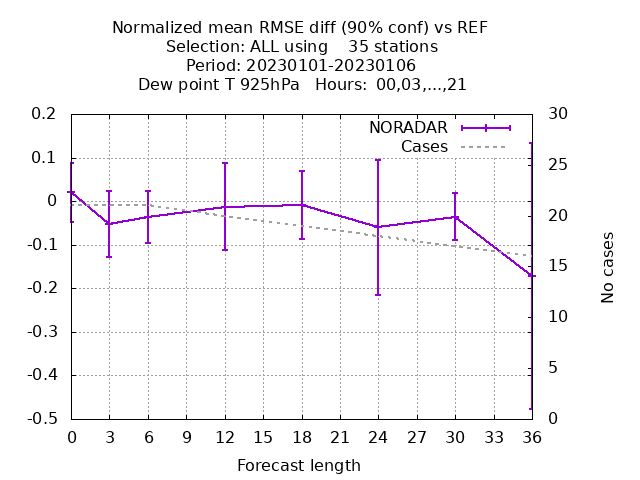 Normalized mean RMSE diff (90% conf) vs REF
Selection: ALL using    35 stations
Period: 20230101-20230106
Dew point T 925hPa   Hours:  00,03,...,21
NORADAR
Cases
0.2
0.1
0
-0.1
-0.2
-0.3
-0.4
-0.5
30
25
20
15
10
5
0
No cases
0 3 6 9 12 15 18 21 24 27 30 33 36
Forecast length